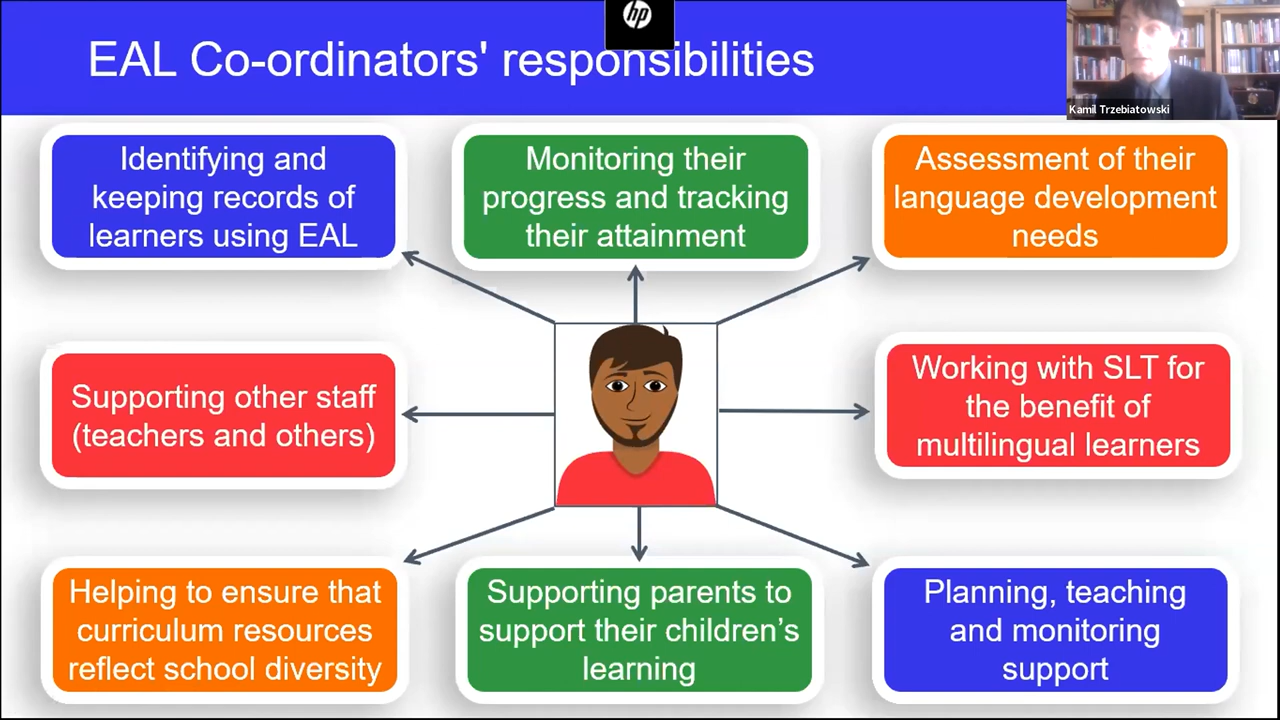 EAL Co-ordinators' responsibilities
hp
Kamil Trzebiatowski
Identifying and
keeping records of
learners using EAL
Monitoring their
progress and tracking
their attainment
Assessment of their
language development
needs
Supporting other staff
(teachers and others)
Working with SLT for
the benefit of
multilingual learners
Helping to ensure that
curriculum resources
reflect school diversity
Supporting parents to
support their children’s
learning
Planning, teaching
and monitoring
support